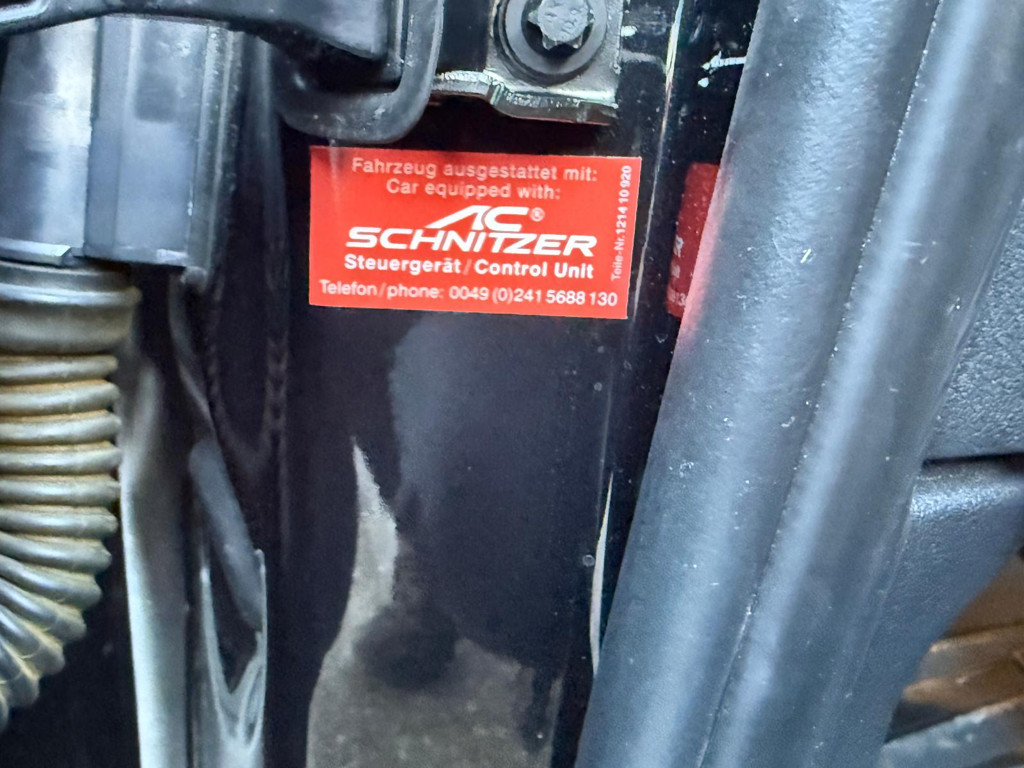 Fahrzeug ausgestattet mit:
Car equipped with:
AC®
SCHNITZER
Steuergerät / Control Unit
Telefon/phone: 0049 (0)241 5688 130
Teile-Nr. 1214 10 920